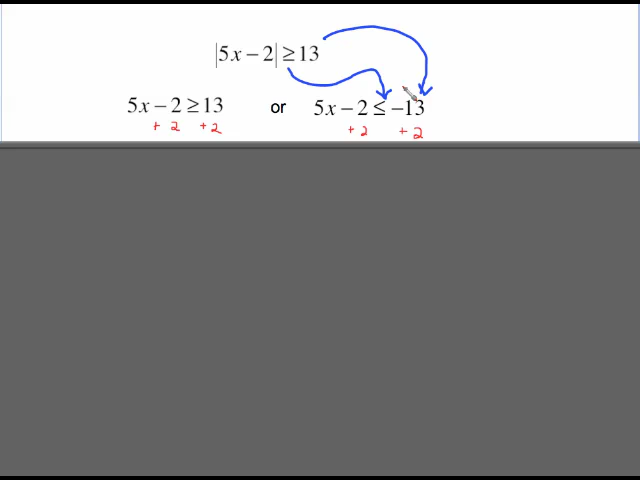 |5x − 2| ≥ 13
5x − 2 ≥ 13 or 5x − 2 ≤ −13
+ 2 + 2 + 2 + 2